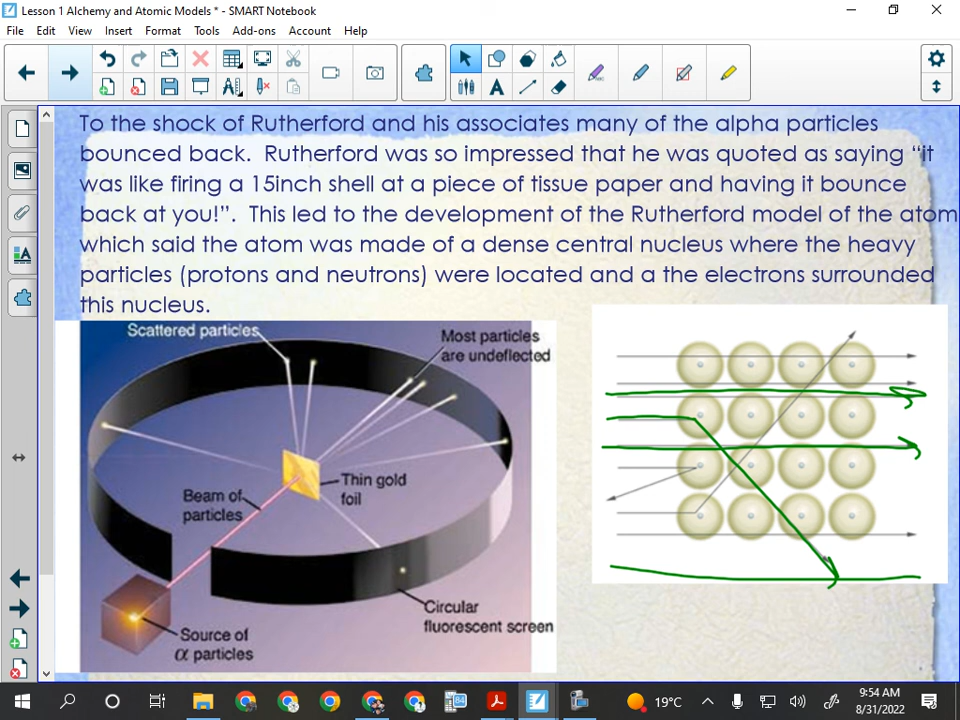 Lesson 1 Alchemy and Atomic Models * - SMART Notebook
File Edit View Insert Format Tools Add-ons Account Help
To the shock of Rutherford and his associates many of the alpha particles
bounced back. Rutherford was so impressed that he was quoted as saying “it
was like firing a 15inch shell at a piece of tissue paper and having it bounce
back at you!”. This led to the development of the Rutherford model of the atom
which said the atom was made of a dense central nucleus where the heavy
particles (protons and neutrons) were located and a the electrons surrounded
this nucleus.
Scattered particles
Most particles
are undeflected
Thin gold
foil
Beam of
particles
Circular
fluorescent screen
Source of
α particles
19°C
9:54 AM
8/31/2022